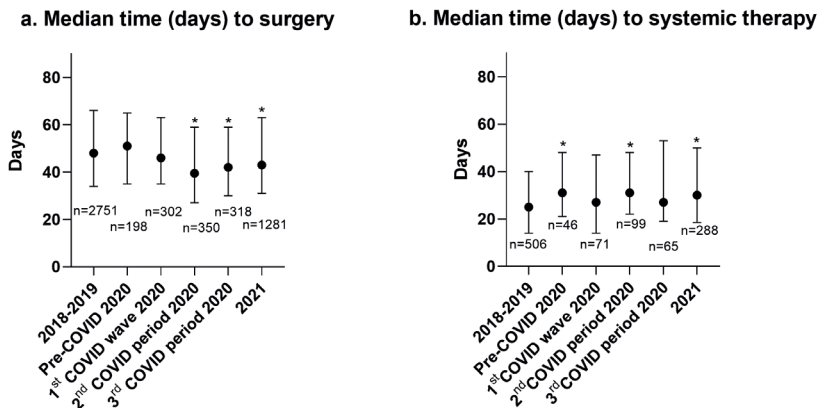 a. Median time (days) to surgery
Days
80
60
40
20
0
*
*
*
n=2751
n=198
n=302
n=350
n=318
n=1281
2018-2019
Pre-COVID 2020
1st COVID wave 2020
2nd COVID period 2020
3rd COVID period 2020
2021
b. Median time (days) to systemic therapy
Days
80
60
40
20
0
*
*
*
n=506
n=46
n=71
n=99
n=65
n=288
2018-2019
Pre-COVID 2020
1st COVID wave 2020
2nd COVID period 2020
3rd COVID period 2020
2021